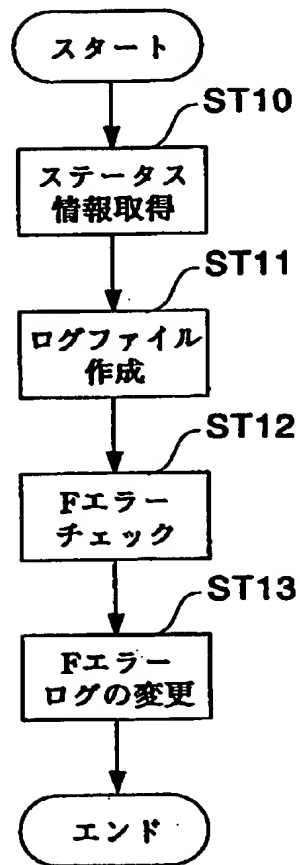 スタート
ST10
ステータス
情報取得
ST11
ログファイル
作成
ST12
Fエラー
チェック
ST13
Fエラー
ログの変更
エンド